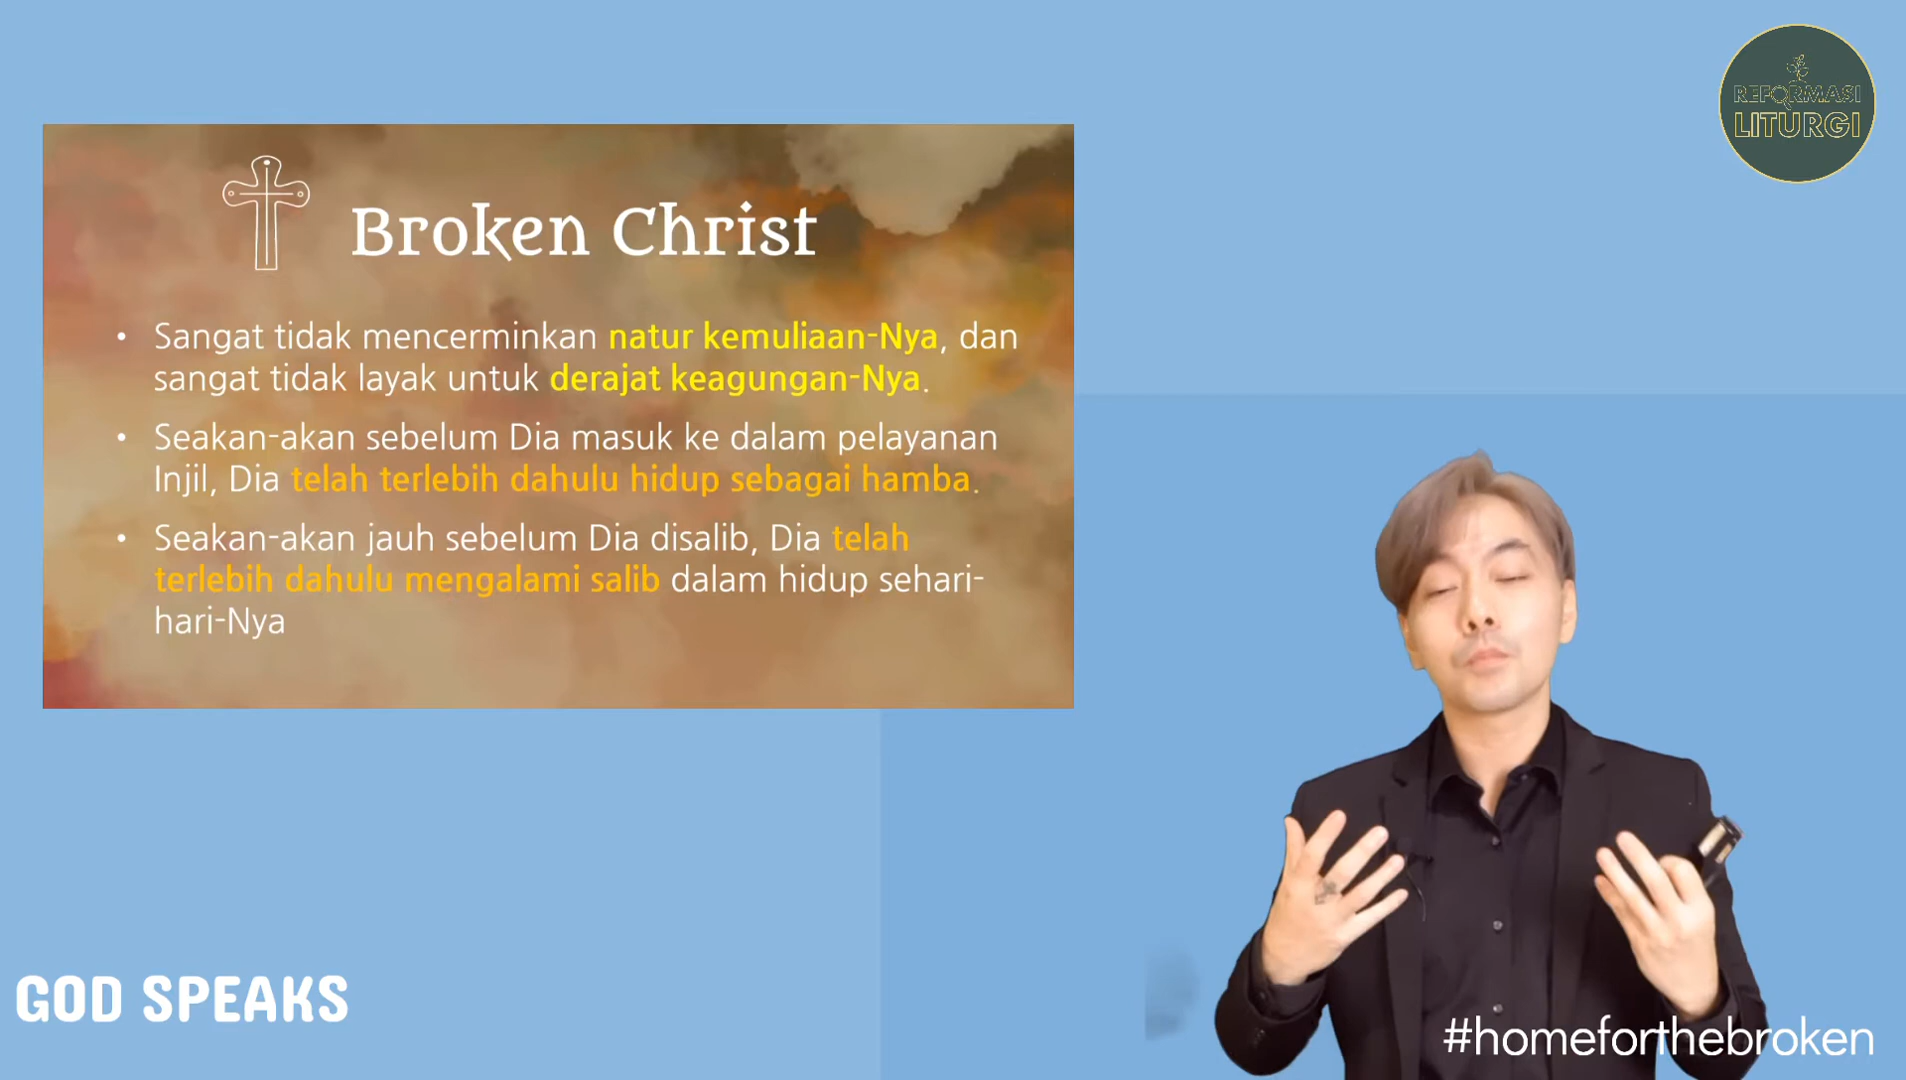 REFORMASI
LITURGI
Broken Christ
• Sangat tidak mencerminkan natur kemuliaan-Nya, dan
sangat tidak layak untuk derajat keagungan-Nya.
• Seakan-akan sebelum Dia masuk ke dalam pelayanan
Injil, Dia telah terlebih dahulu hidup sebagai hamba.
• Seakan-akan jauh sebelum Dia disalib, Dia telah
terlebih dahulu mengalami salib dalam hidup sehari-
hari-Nya
GOD SPEAKS
#homeforthebroken